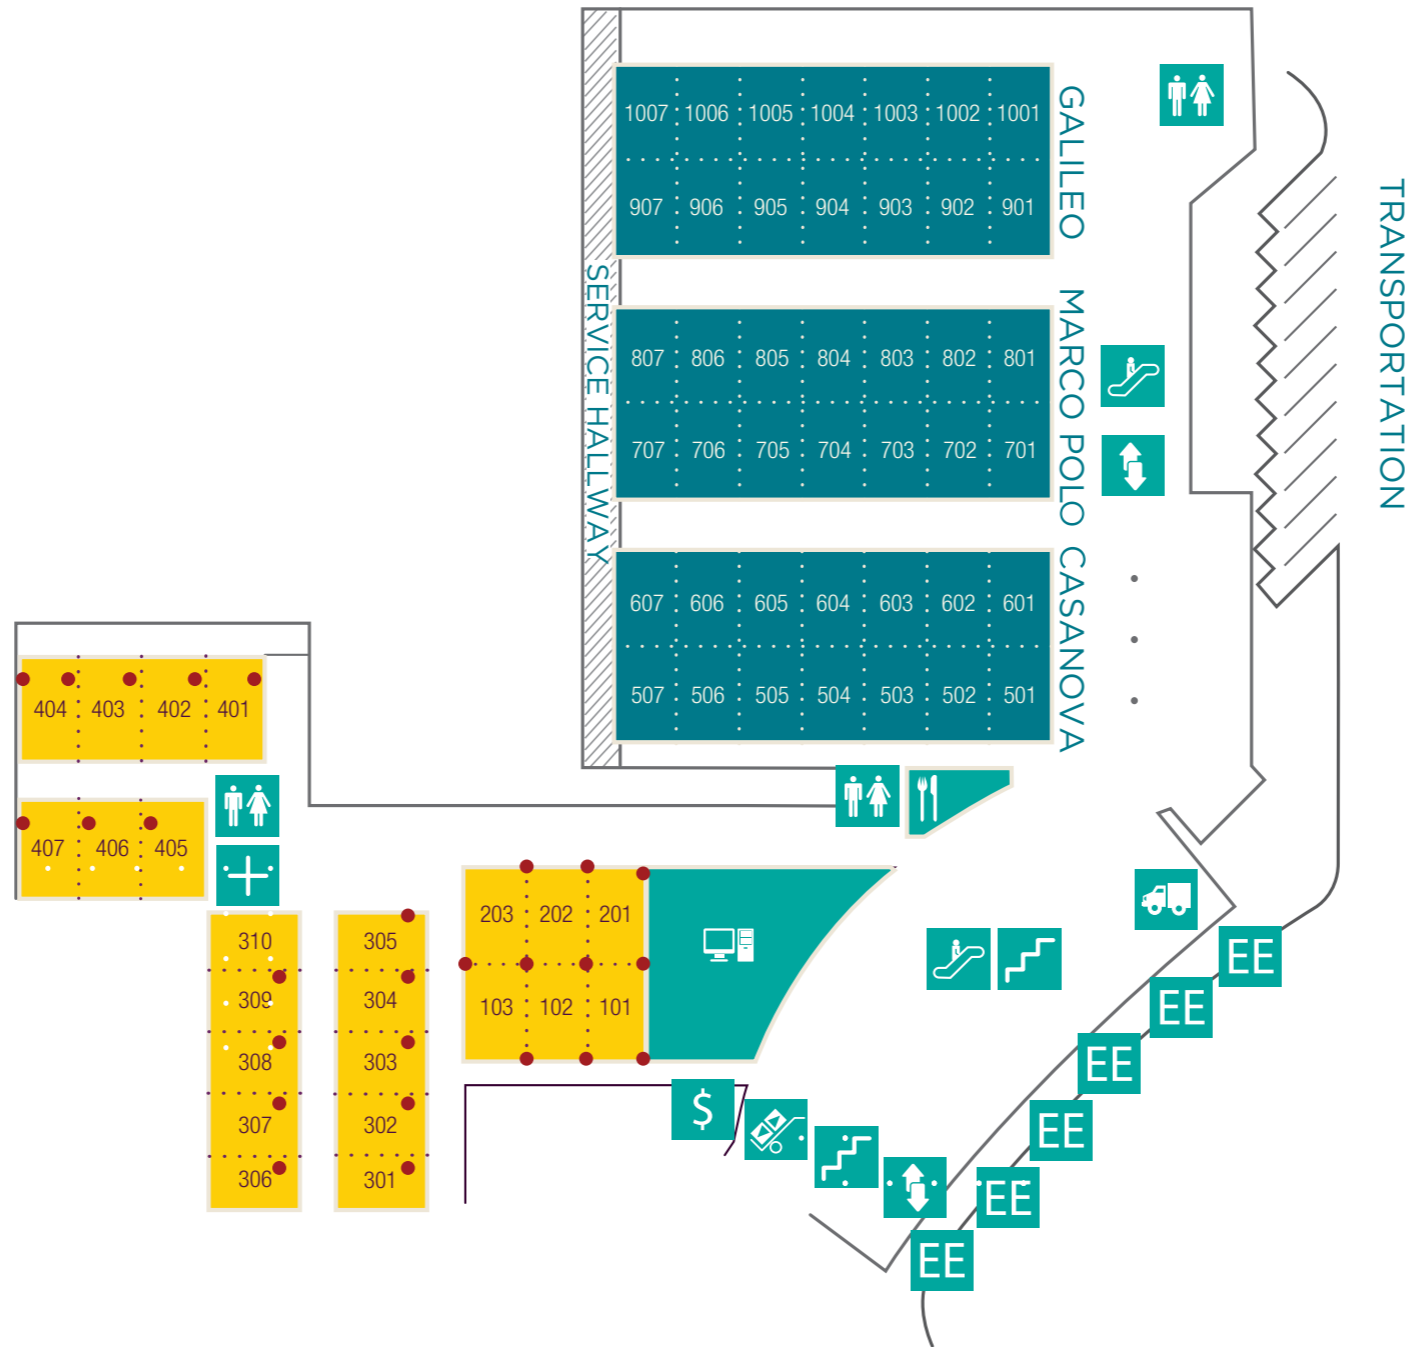 1007 1006 1005 1004 1003 1002 1001
907 906 905 904 903 902 901
GALILEO
TRANSPORTATION
SERVICE HALLWAY
807 806 805 804 803 802 801
707 706 705 704 703 702 701
MARCO POLO
607 606 605 604 603 602 601
507 506 505 504 503 502 501
CASANOVA
404 403 402 401
407 406 405
203 202 201
103 102 101
310 305
309 304
308 303
307 302
306 301
$
EE
EE
EE
EE
EE
EE